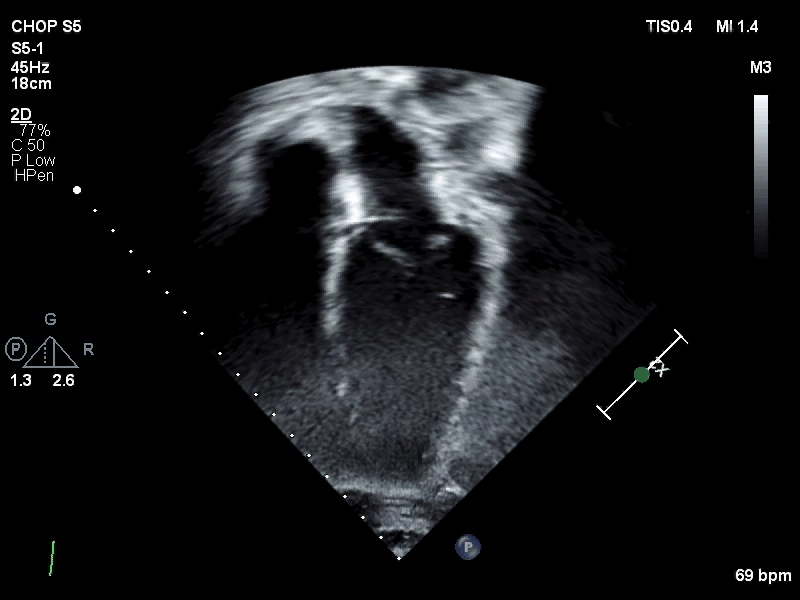 CHOP S5
S5-1
45Hz
18cm
2D
77%
C 50
P Low
HPen
TIS0.4 MI 1.4
M3
G
P R
1.3 2.6
P
69 bpm